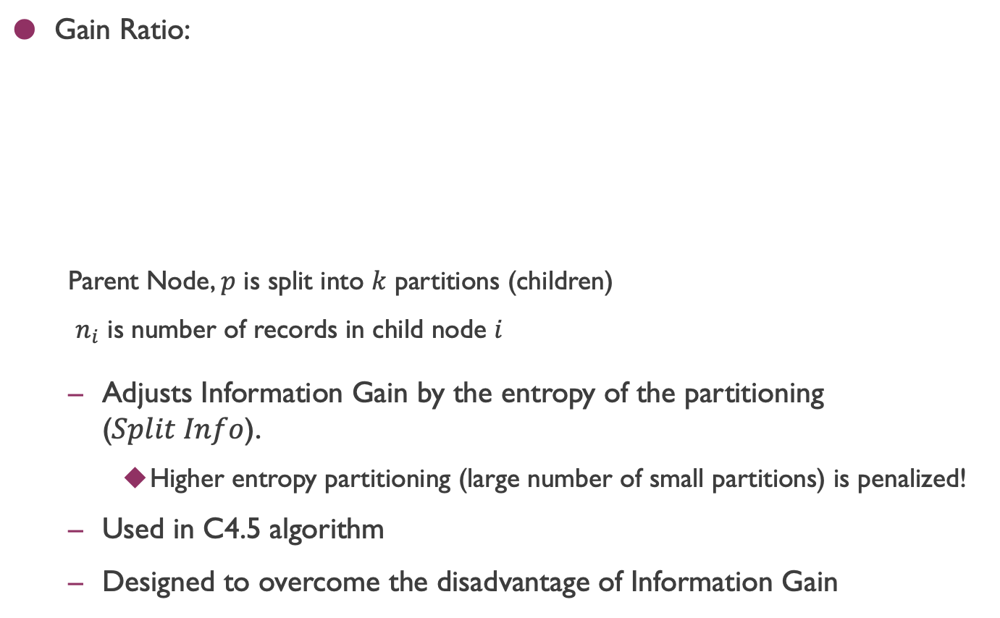 Gain Ratio:
Parent Node, p is split into k partitions (children)
nᵢ is number of records in child node i
– Adjusts Information Gain by the entropy of the partitioning
(Split Info).
◆ Higher entropy partitioning (large number of small partitions) is penalized!
– Used in C4.5 algorithm
– Designed to overcome the disadvantage of Information Gain